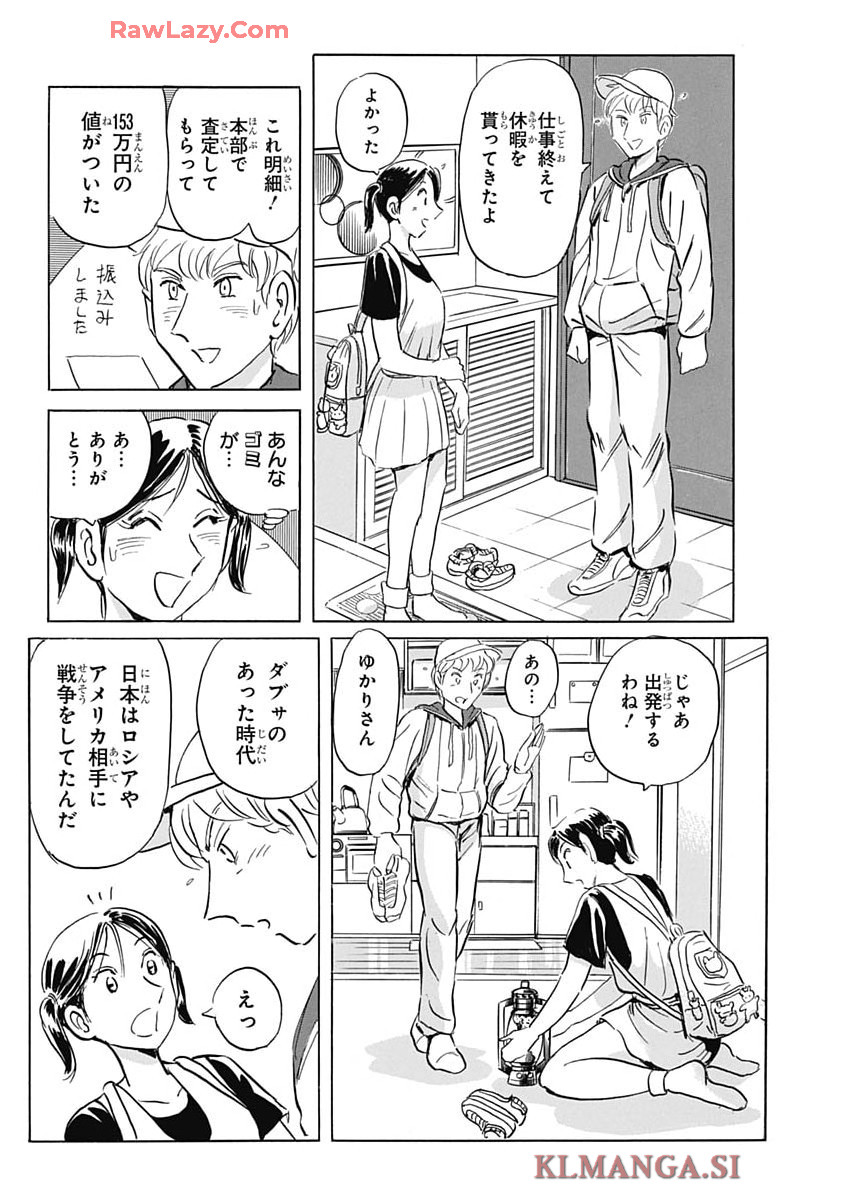 RawLazy.Com
仕事終えて
休暇を
貰ってきたよ
よかった
これ明細!
本部で
査定して
もらって
153万円の
値がついた
振込み
しました
あんな
ゴミ
が…
あ…
ありが
とう…
じゃあ
出発する
わね!
あの…
ゆかりさん
ダブサの
あった時代
日本はロシアや
アメリカ相手に
戦争をしてたんだ
えっ
KLMANGA.SI